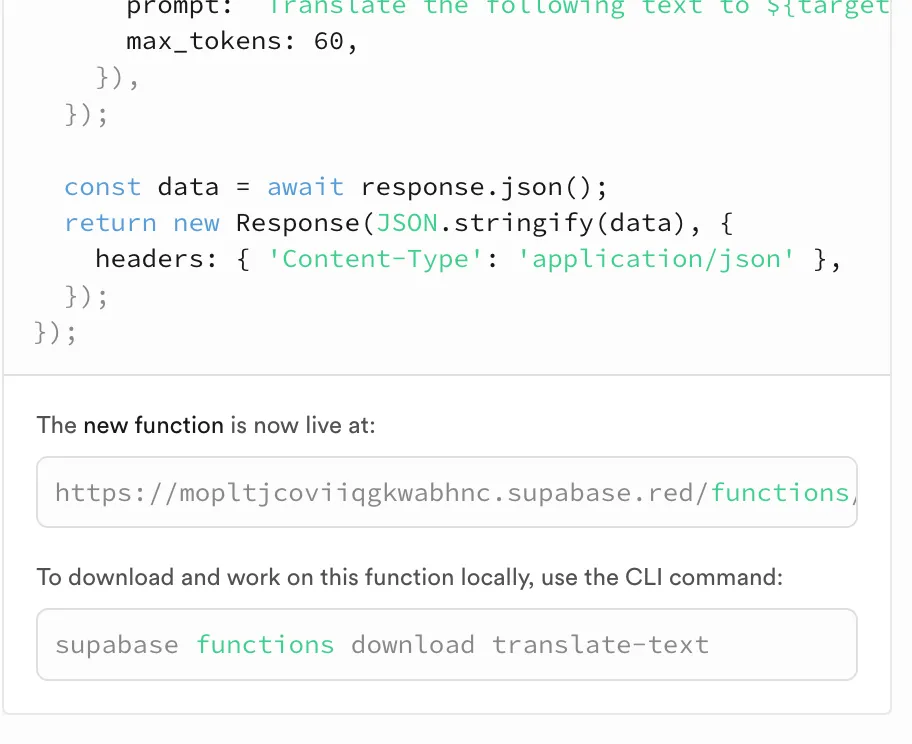 prompt: `Translate the following text to ${target
max_tokens: 60,
}),
});
const data = await response.json();
return new Response(JSON.stringify(data), {
headers: { 'Content-Type': 'application/json' },
});
});
The new function is now live at:
https://mopltjcoviiqgkwabhnc.supabase.red/functions/
To download and work on this function locally, use the CLI command:
supabase functions download translate-text